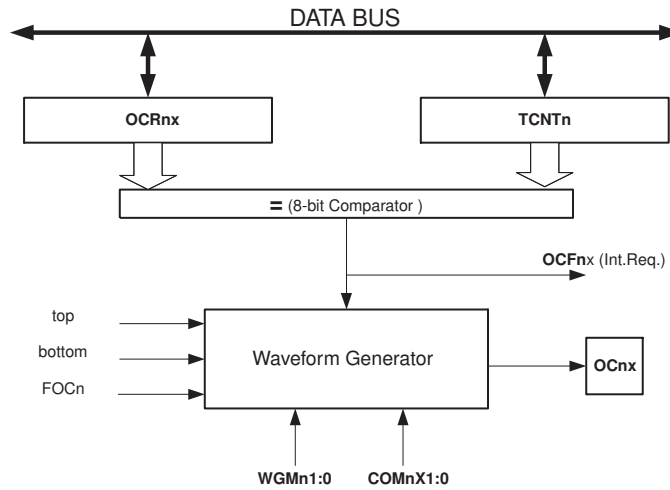 DATA BUS
OCRnx
TCNTn
= (8-bit Comparator )
OCFnx (Int.Req.)
top
bottom
FOCn
Waveform Generator
OCnx
WGMn1:0
COMnX1:0